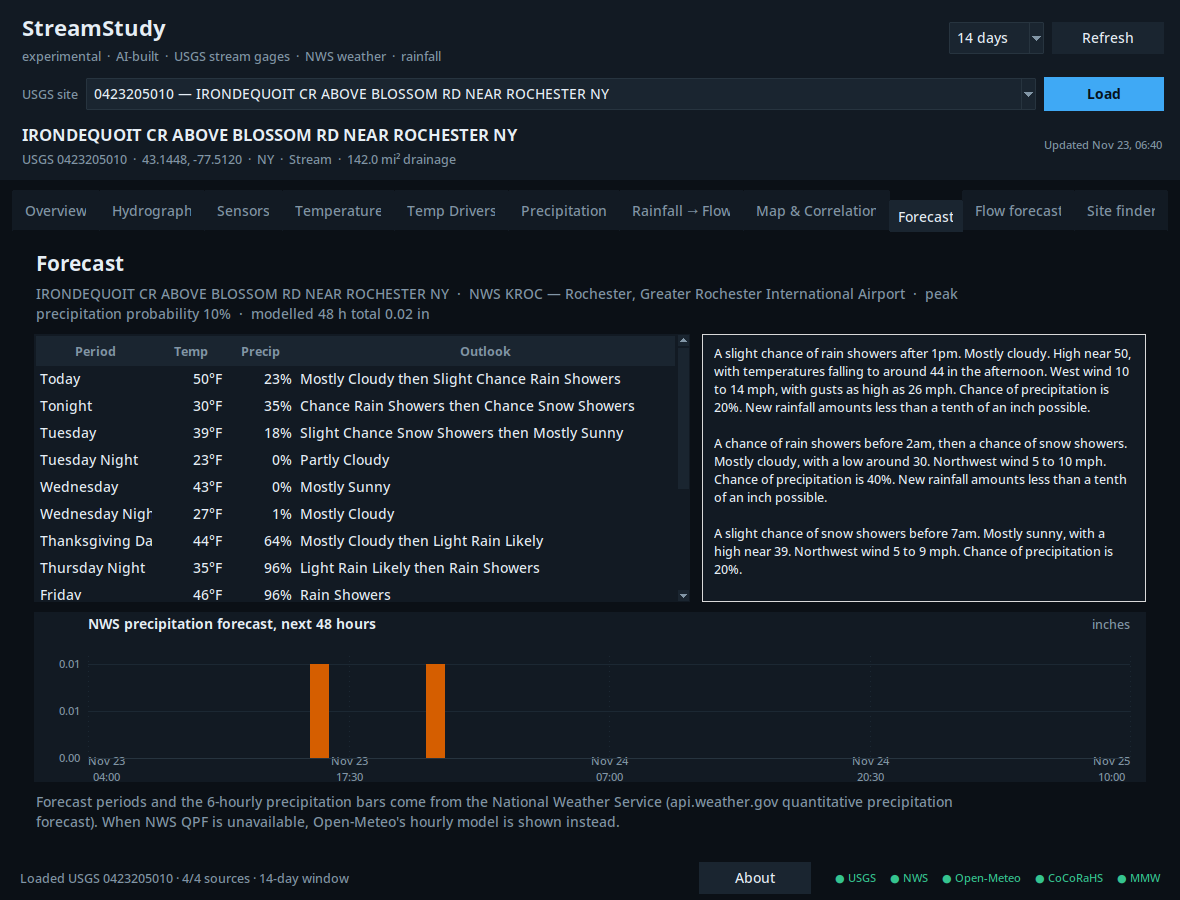 StreamStudy
experimental · AI-built · USGS stream gages · NWS weather · rainfall
14 days
Refresh
USGS site
0423205010 — IRONDEQUOIT CR ABOVE BLOSSOM RD NEAR ROCHESTER NY
Load
IRONDEQUOIT CR ABOVE BLOSSOM RD NEAR ROCHESTER NY
USGS 0423205010 · 43.1448, -77.5120 · NY · Stream · 142.0 mi² drainage
Updated Nov 23, 06:40
Overview Hydrograph Sensors Temperature Temp Drivers Precipitation Rainfall → Flow Map & Correlation Forecast Flow forecast Site finder
Forecast
IRONDEQUOIT CR ABOVE BLOSSOM RD NEAR ROCHESTER NY · NWS KROC — Rochester, Greater Rochester International Airport · peak
precipitation probability 10% · modelled 48 h total 0.02 in
Period Temp Precip Outlook
Today 50°F 23% Mostly Cloudy then Slight Chance Rain Showers
Tonight 30°F 35% Chance Rain Showers then Chance Snow Showers
Tuesday 39°F 18% Slight Chance Snow Showers then Mostly Sunny
Tuesday Night 23°F 0% Partly Cloudy
Wednesday 43°F 0% Mostly Sunny
Wednesday Nigh 27°F 1% Mostly Cloudy
Thanksgiving Da 44°F 64% Mostly Cloudy then Light Rain Likely
Thursday Night 35°F 96% Light Rain Likely then Rain Showers
Friday 46°F 96% Rain Showers
A slight chance of rain showers after 1pm. Mostly cloudy. High near 50,
with temperatures falling to around 44 in the afternoon. West wind 10
to 14 mph, with gusts as high as 26 mph. Chance of precipitation is
20%. New rainfall amounts less than a tenth of an inch possible.
A chance of rain showers before 2am, then a chance of snow showers.
Mostly cloudy, with a low around 30. Northwest wind 5 to 10 mph.
Chance of precipitation is 40%. New rainfall amounts less than a tenth
of an inch possible.
A slight chance of snow showers before 7am. Mostly sunny, with a
high near 39. Northwest wind 5 to 9 mph. Chance of precipitation is
20%.
NWS precipitation forecast, next 48 hours
inches
0.01
0.01
0.00
Nov 23 Nov 23 Nov 24 Nov 24 Nov 25
04:00 17:30 07:00 20:30 10:00
Forecast periods and the 6-hourly precipitation bars come from the National Weather Service (api.weather.gov quantitative precipitation
forecast). When NWS QPF is unavailable, Open-Meteo's hourly model is shown instead.
Loaded USGS 0423205010 · 4/4 sources · 14-day window
About
USGS NWS Open-Meteo CoCoRaHS MMW